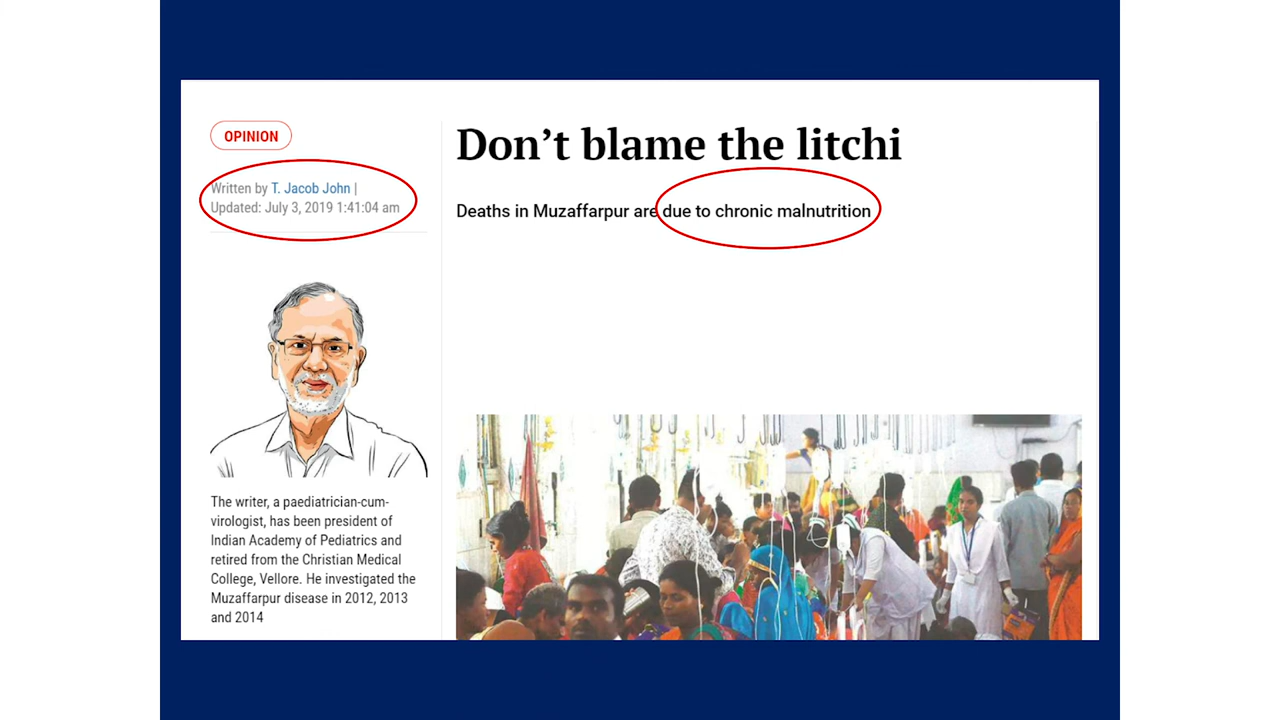 OPINION
Written by T. Jacob John |
Updated: July 3, 2019 1:41:04 am
The writer, a paediatrician-cum-
virologist, has been president of
Indian Academy of Pediatrics and
retired from the Christian Medical
College, Vellore. He investigated the
Muzaffarpur disease in 2012, 2013
and 2014
Don't blame the litchi
Deaths in Muzaffarpur are due to chronic malnutrition